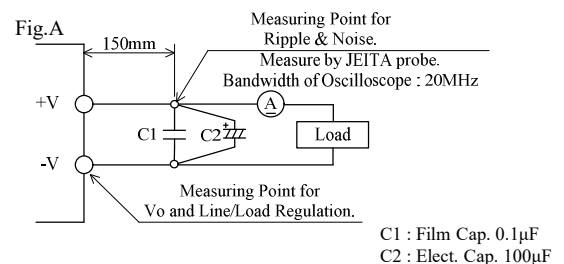 Fig.A
Measuring Point for
Ripple & Noise.
150mm
Measure by JEITA probe.
Bandwidth of Oscilloscope : 20MHz
+V
A
C1
+
C2
Load
-V
Measuring Point for
Vo and Line/Load Regulation.
C1 : Film Cap. 0.1µF
C2 : Elect. Cap. 100µF